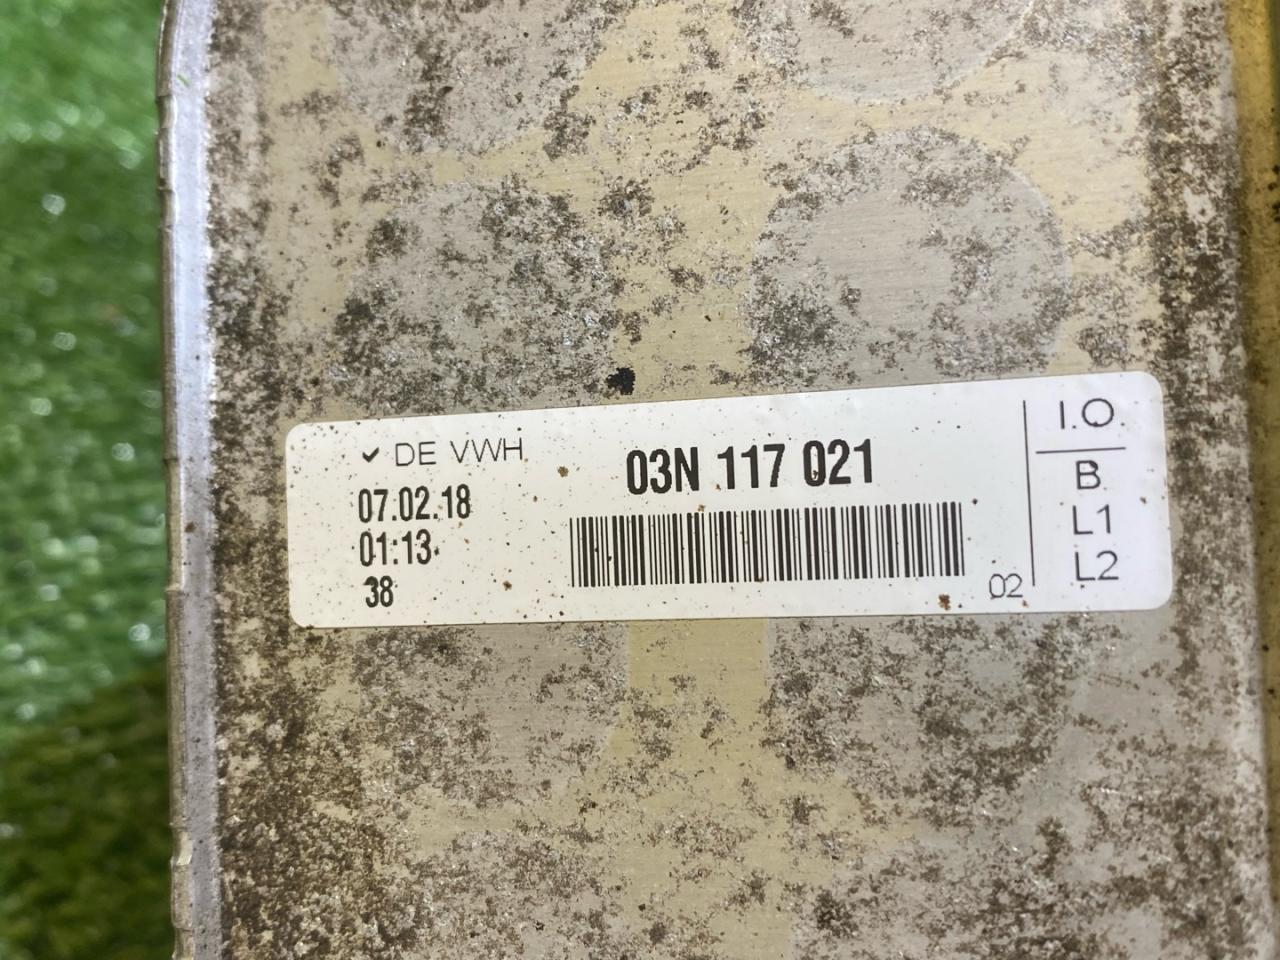 ✓ DE VWH
07.02.18
01:13
38
03N 117 021
02
I.O.
B
L1
L2